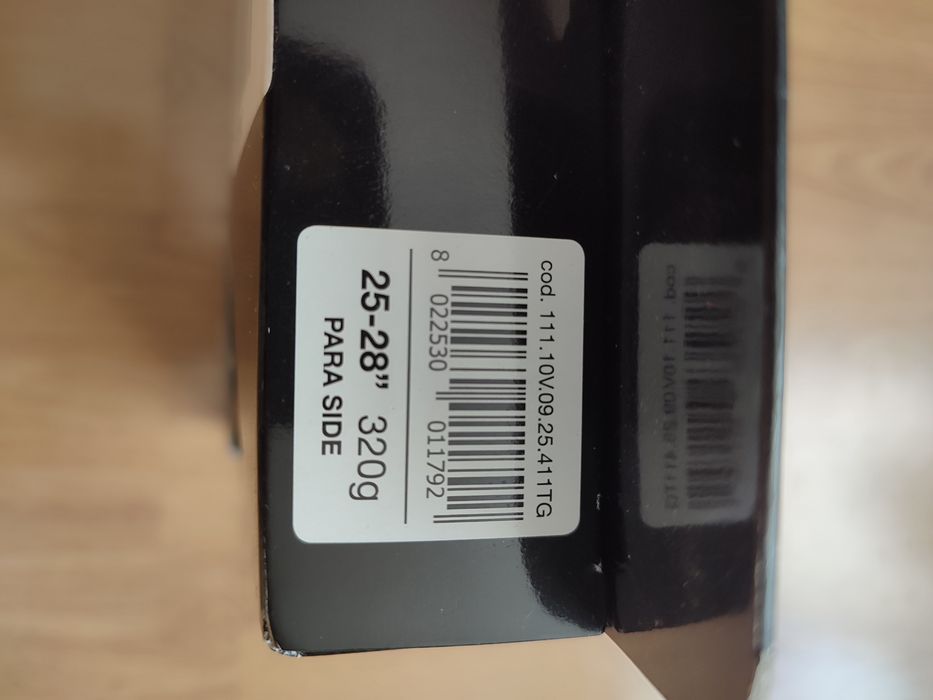 cod. 111.10V.09.25.411TG
8 022530 011792
25-28” 320g
PARA SIDE